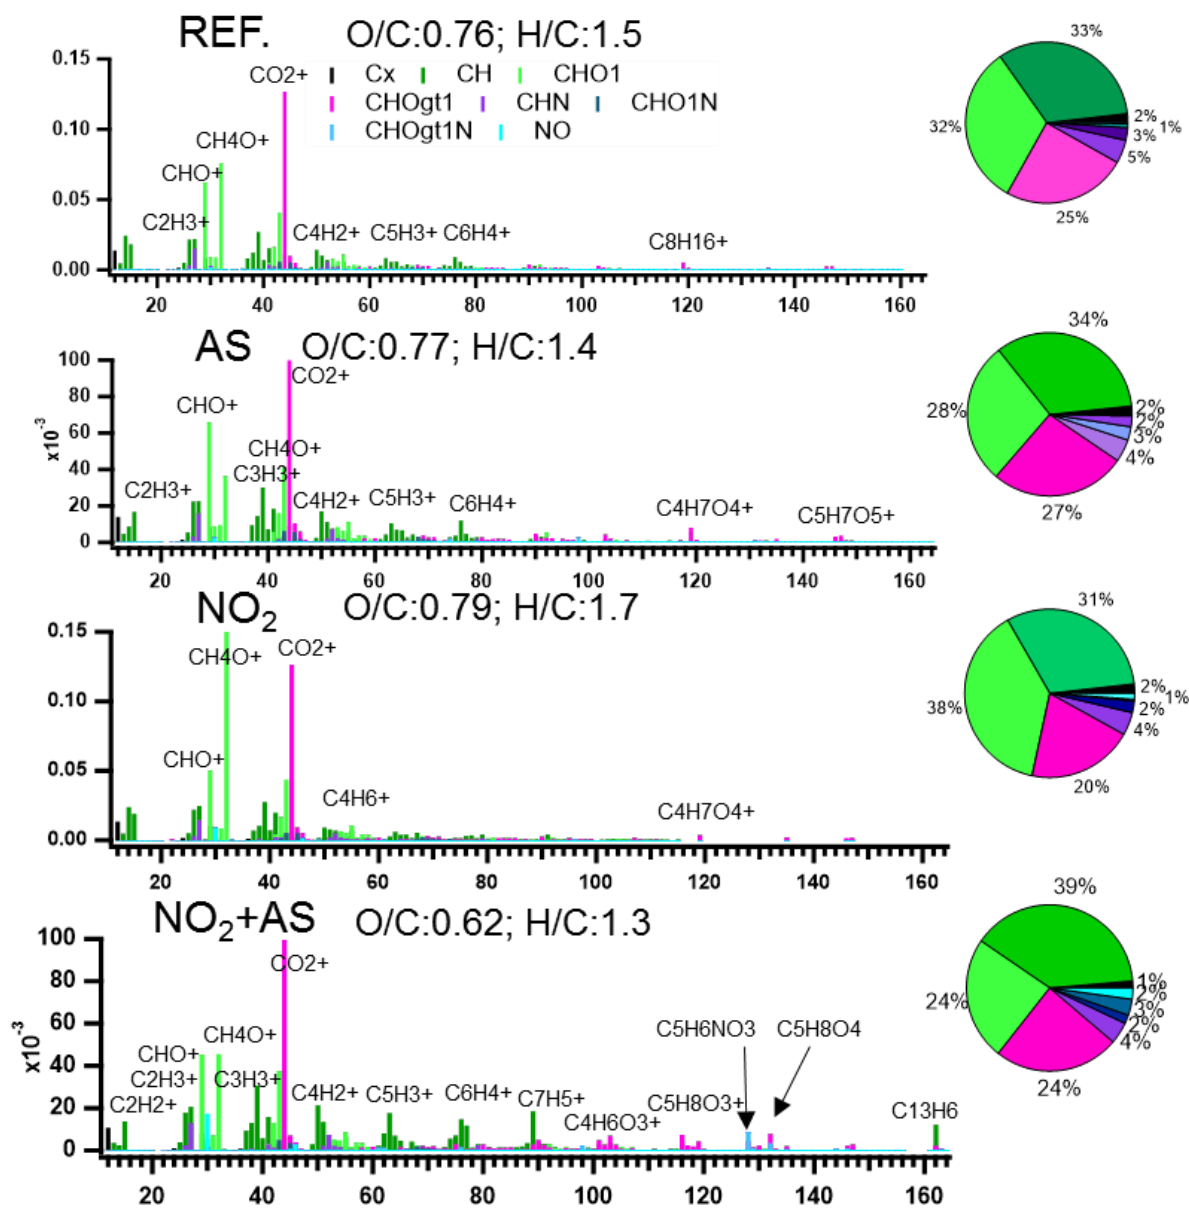 REF. O/C:0.76; H/C:1.5
0.15
CO2+
Cx CH CHO1
CHOgt1 CHN CHO1N
CHOgt1N NO
0.10
CH4O+
CHO+
0.05
C2H3+ C4H2+ C5H3+ C6H4+ C8H16+
0.00
20 40 60 80 100 120 140 160
33%
2% 1%
32% 3%
5%
25%
AS O/C:0.77; H/C:1.4
100
CO2+
80
CHO+
60
x10-3
CH4O+
40
C3H3+
C2H3+ C4H2+ C5H3+ C6H4+ C4H7O4+ C5H7O5+
20
0
20 40 60 80 100 120 140 160
34%
28% 2%
2%
3%
4%
27%
NO2 O/C:0.79; H/C:1.7
0.15
CH4O+ CO2+
0.10
CHO+
0.05
C4H6+ C4H7O4+
0.00
20 40 60 80 100 120 140 160
31%
2% 1%
38% 2%
4%
20%
NO2+AS O/C:0.62; H/C:1.3
100
CO2+
80
x10-3
60
CHO+ CH4O+ C5H6NO3 C5H8O4
40
C2H3+ C3H3+
C2H2+ C4H2+ C5H3+ C6H4+ C7H5+ C5H8O3+
20
C4H6O3+ C13H6
0
20 40 60 80 100 120 140 160
39%
1%
24% 2%
3%
2%
4%
24%